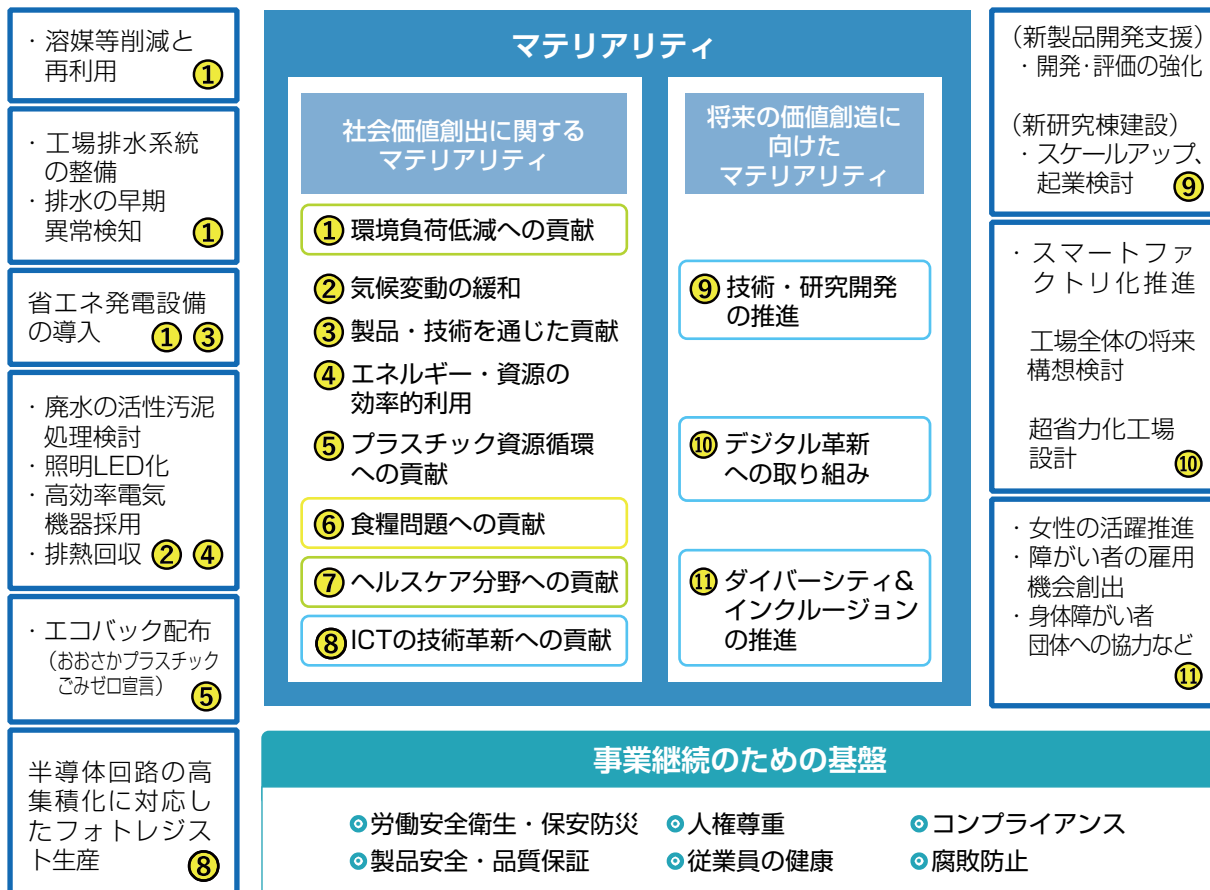 ・溶媒等削減と
再利用 ①
・工場排水系統
の整備
・排水の早期
異常検知 ①
省エネ発電設備
の導入 ① ③
・廃水の活性汚泥
処理検討
・照明LED化
・高効率電気
機器採用
・排熱回収 ② ④
・エコバック配布
（おおさかプラスチック
ごみゼロ宣言） ⑤
半導体回路の高
集積化に対応し
たフォトレジス
ト生産 ⑧
マテリアリティ
社会価値創出に関する
マテリアリティ
① 環境負荷低減への貢献
② 気候変動の緩和
③ 製品・技術を通じた貢献
④ エネルギー・資源の
効率的利用
⑤ プラスチック資源循環
への貢献
⑥ 食糧問題への貢献
⑦ ヘルスケア分野への貢献
⑧ ICTの技術革新への貢献
将来の価値創造に
向けた
マテリアリティ
⑨ 技術・研究開発
の推進
⑩ デジタル革新
への取り組み
⑪ ダイバーシティ&
インクルージョン
の推進
（新製品開発支援）
・開発・評価の強化
（新研究棟建設）
・スケールアップ、
起業検討 ⑨
・スマートファ
クトリ化推進
工場全体の将来
構想検討
超省力化工場
設計 ⑩
・女性の活躍推進
・障がい者の雇用
機会創出
・身体障がい者
団体への協力など
⑪
事業継続のための基盤
労働安全衛生・保安防災 人権尊重 コンプライアンス
製品安全・品質保証 従業員の健康 腐敗防止